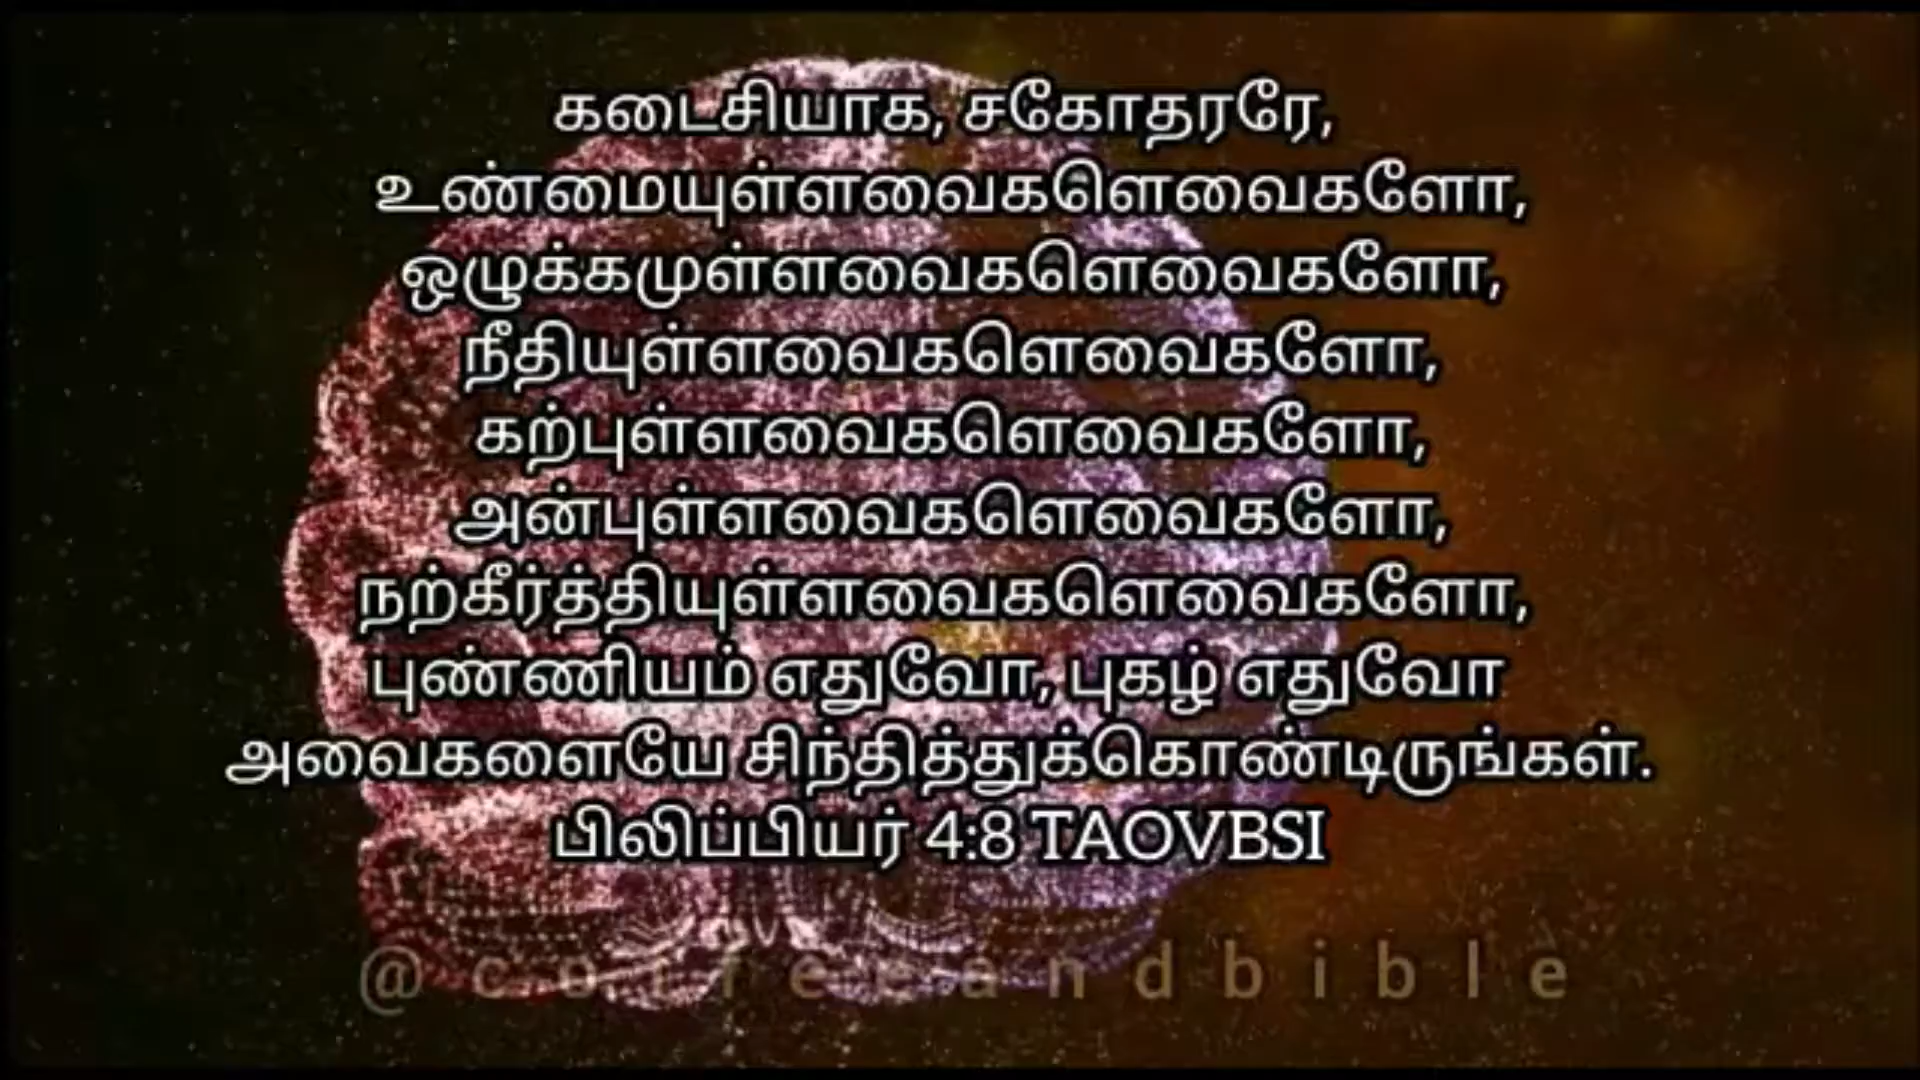 கடைசியாக, சகோதரரே,
உண்மையுள்ளவைகளெவைகளோ,
ஒழுக்கமுள்ளவைகளெவைகளோ,
நீதியுள்ளவைகளெவைகளோ,
கற்புள்ளவைகளெவைகளோ,
அன்புள்ளவைகளெவைகளோ,
நற்கீர்த்தியுள்ளவைகளெவைகளோ,
புண்ணியம் எதுவோ, புகழ் எதுவோ
அவைகளையே சிந்தித்துக்கொண்டிருங்கள்.
பிலிப்பியர் 4:8 TAOVBSI
@coffeeandbible